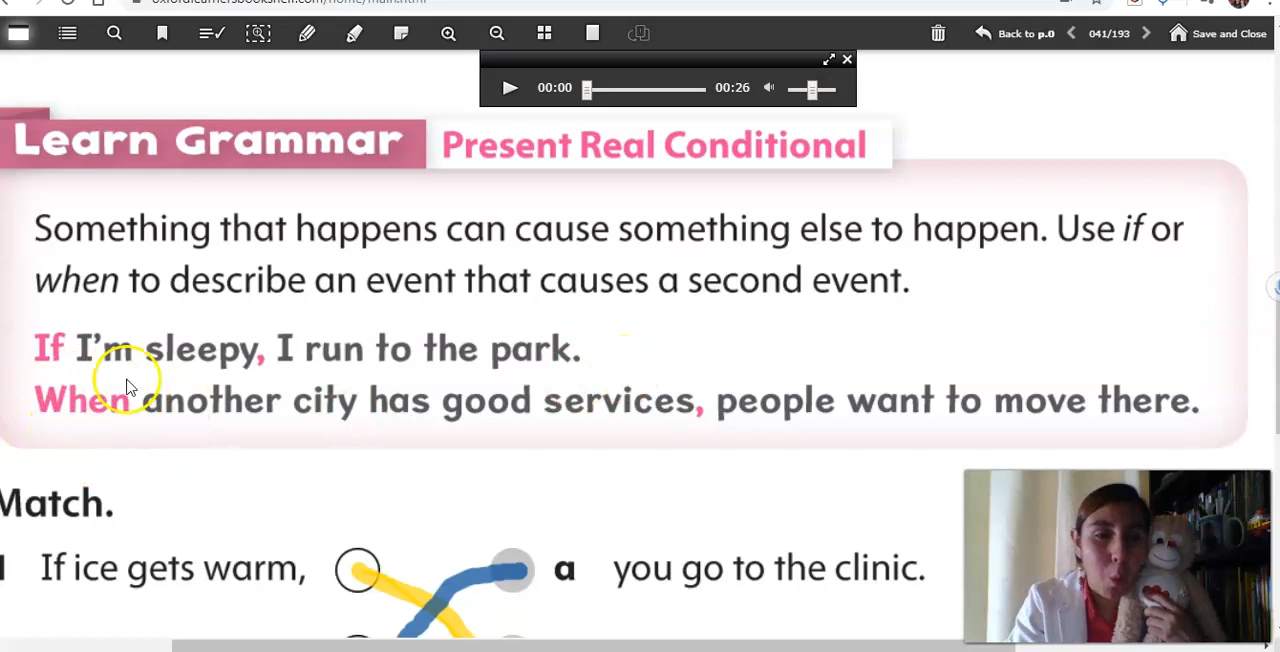 Back to p.0
041/193
Save and Close
00:00
00:26
Learn Grammar
Present Real Conditional
Something that happens can cause something else to happen. Use if or
when to describe an event that causes a second event.
If I'm sleepy, I run to the park.
When another city has good services, people want to move there.
Match.
If ice gets warm,
a you go to the clinic.